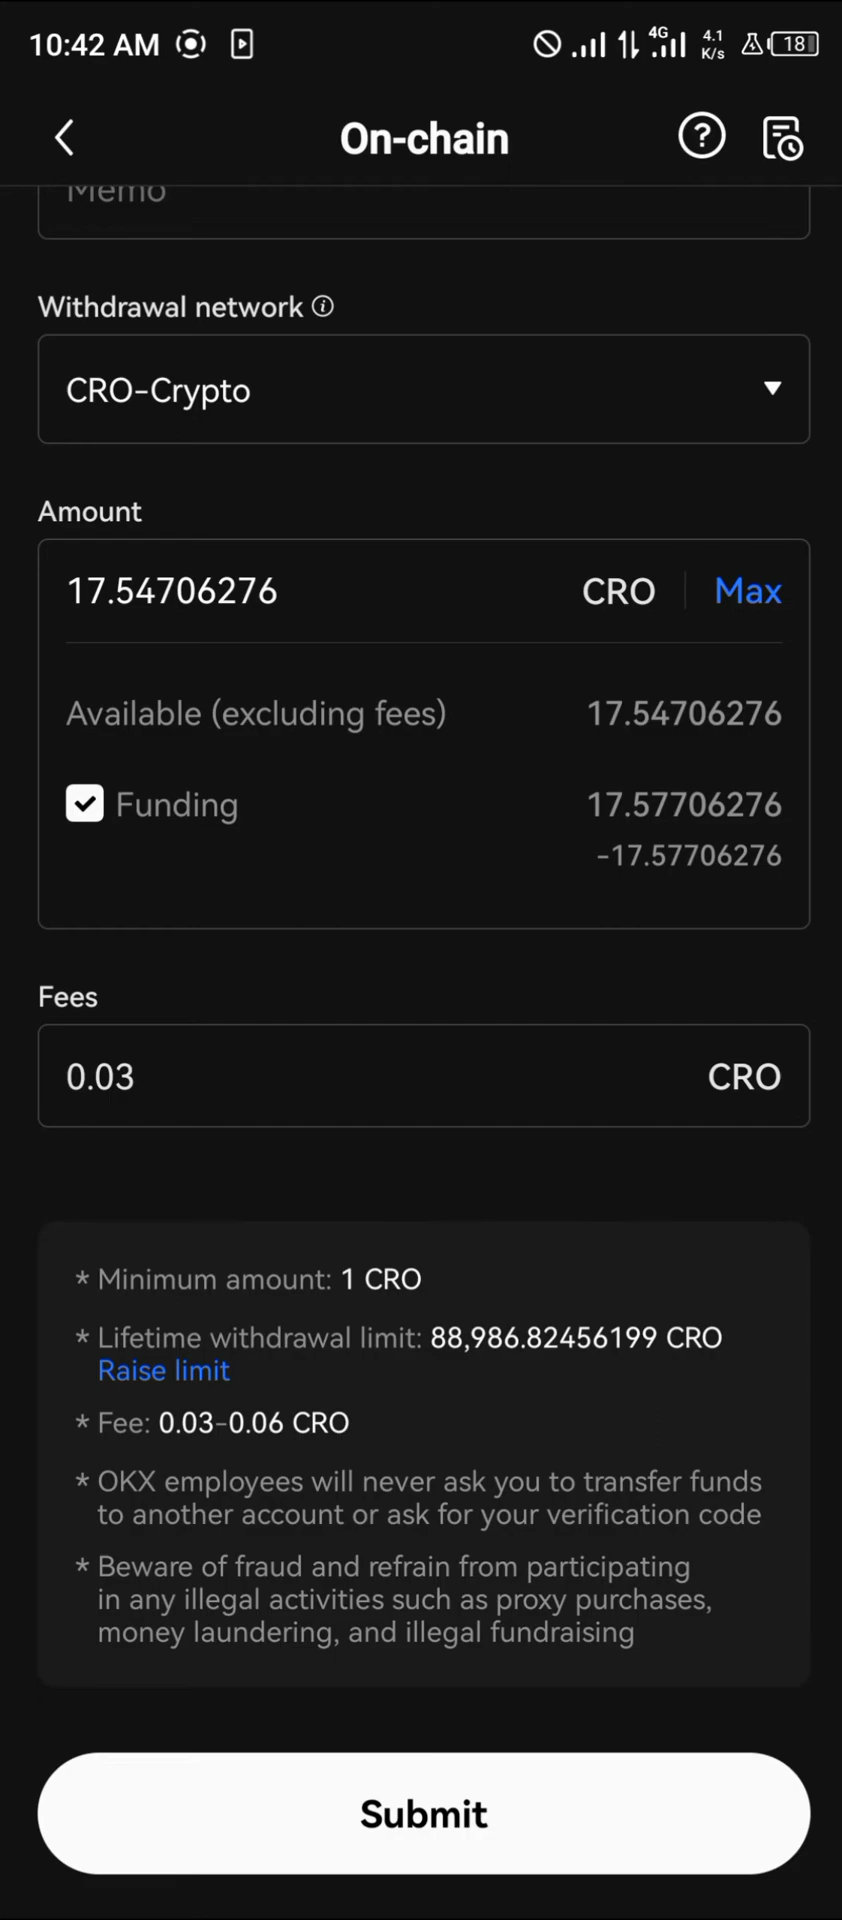 10:42 AM
4G
4.1
K/s
18
On-chain
Memo
Withdrawal network
CRO-Crypto
Amount
17.54706276 CRO Max
Available (excluding fees) 17.54706276
Funding 17.57706276
-17.57706276
Fees
0.03 CRO
* Minimum amount: 1 CRO
* Lifetime withdrawal limit: 88,986.82456199 CRO
Raise limit
* Fee: 0.03-0.06 CRO
* OKX employees will never ask you to transfer funds
to another account or ask for your verification code
* Beware of fraud and refrain from participating
in any illegal activities such as proxy purchases,
money laundering, and illegal fundraising
Submit